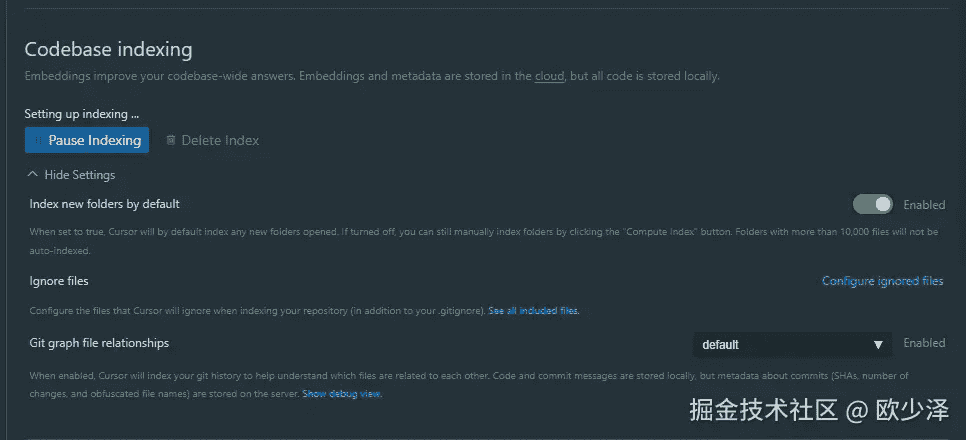 Codebase indexing
Embeddings improve your codebase-wide answers. Embeddings and metadata are stored in the cloud, but all code is stored locally.
Setting up indexing ...
Pause Indexing Delete Index
Hide Settings
Index new folders by default Enabled
When set to true, Cursor will by default index any new folders opened. If turned off, you can still manually index folders by clicking the "Compute Index" button. Folders with more than 10,000 files will not be
auto-indexed.
Ignore files Configure ignored files
Configure the files that Cursor will ignore when indexing your repository (in addition to your .gitignore). See all included files.
Git graph file relationships default Enabled
When enabled, Cursor will index your git history to help understand which files are related to each other. Code and commit messages are stored locally, but metadata about commits (SHAs, number of
changes, and obfuscated file names) are stored on the server. Show debug view.
掘金技术社区 @ 欧少泽